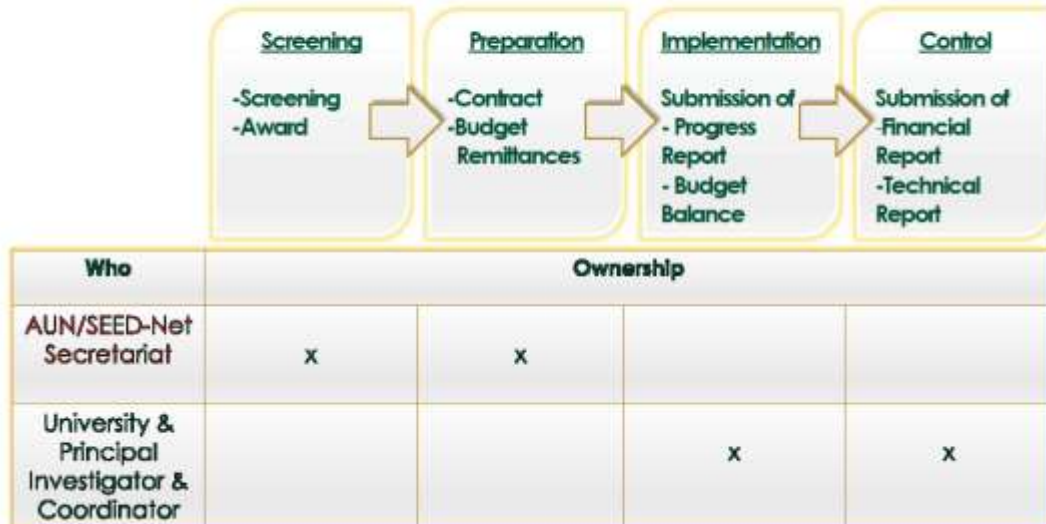 Screening
-Screening
-Award
Preparation
-Contract
-Budget
Remittances
Implementation
Submission of
- Progress
Report
- Budget
Balance
Control
Submission of
-Financial
Report
-Technical
Report
Who
Ownership
AUN/SEED-Net
Secretariat
x
x
University &
Principal
Investigator &
Coordinator
x
x